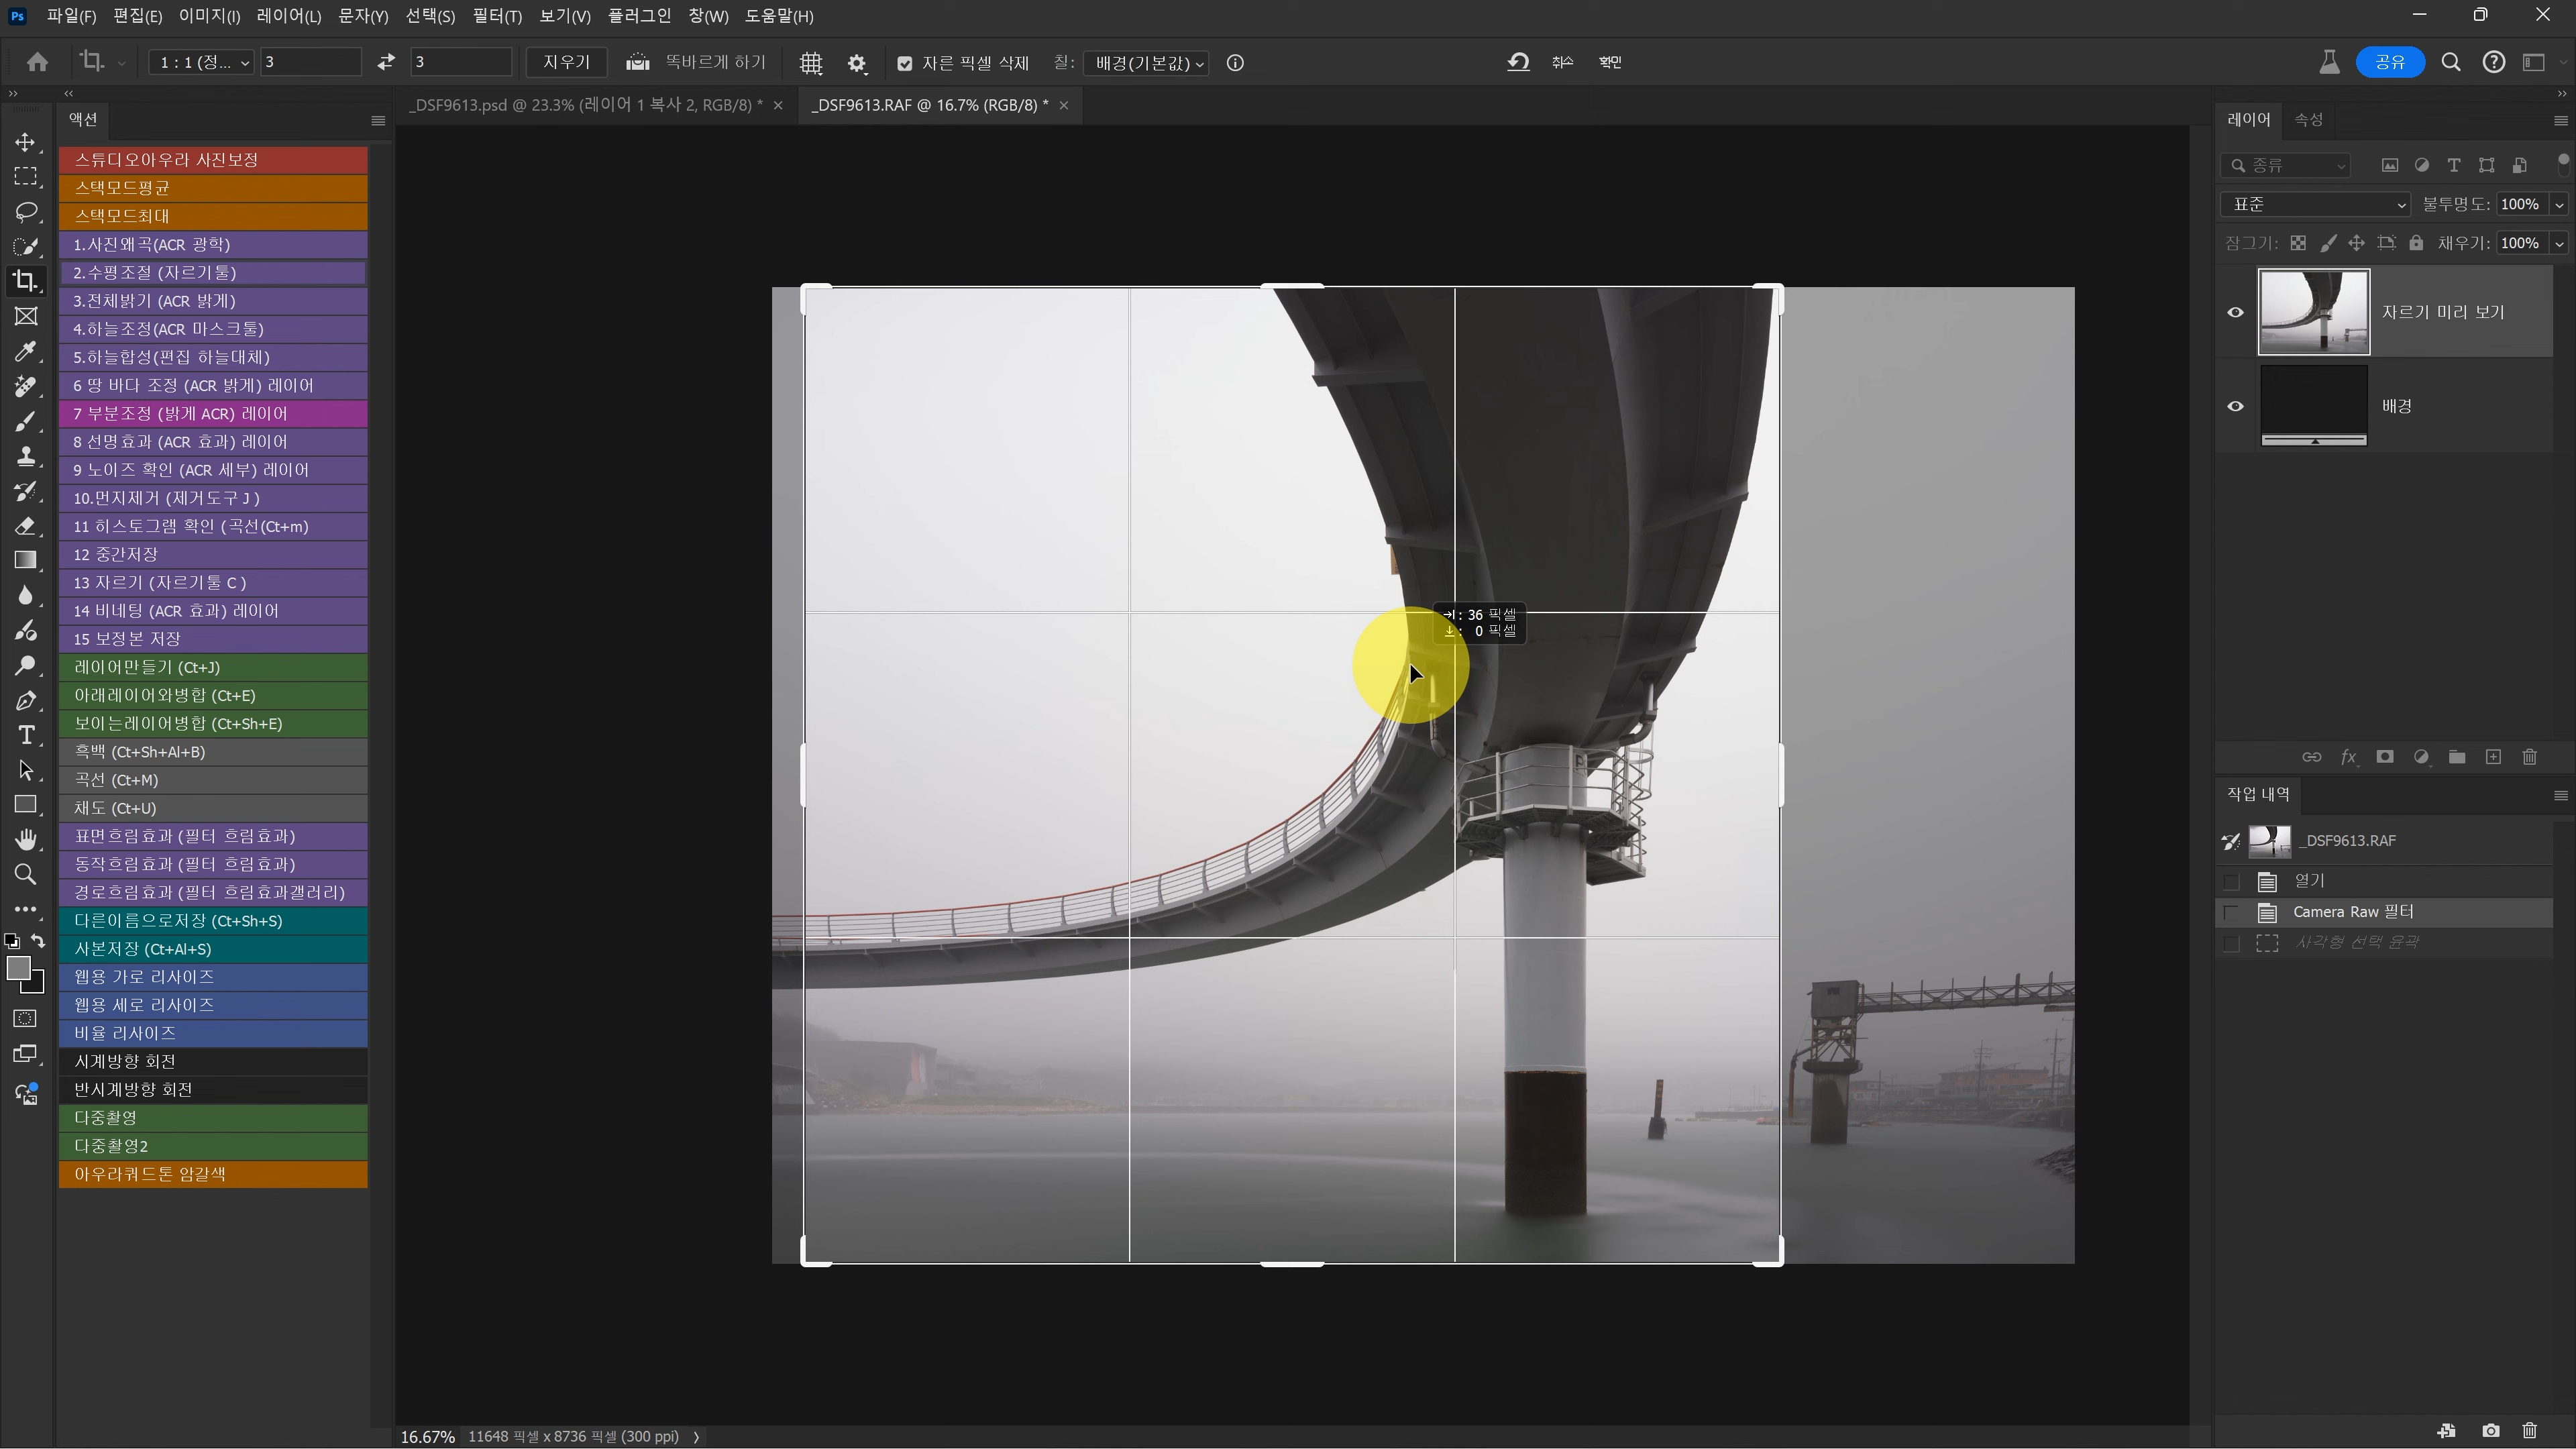 Ps 파일(F) 편집(E) 이미지(I) 레이어(L) 문자(Y) 선택(S) 필터(T) 보기(V) 플러그인 창(W) 도움말(H)
1 : 1 (정... 3 3 지우기 똑바르게 하기 자른 픽셀 삭제 칠: 배경(기본값) 취소 확인 공유
_DSF9613.psd @ 23.3% (레이어 1 복사 2, RGB/8) * ×
_DSF9613.RAF @ 16.7% (RGB/8) * ×
액션
스튜디오아우라 사진보정
스택모드평균
스택모드최대
1.사진왜곡(ACR 광학)
2.수평조절 (자르기툴)
3.전체밝기 (ACR 밝게)
4.하늘조정(ACR 마스크툴)
5.하늘합성(편집 하늘대체)
6 땅 바다 조정 (ACR 밝게) 레이어
7 부분조정 (밝게 ACR) 레이어
8 선명효과 (ACR 효과) 레이어
9 노이즈 확인 (ACR 세부) 레이어
10.먼지제거 (제거도구 J )
11 히스토그램 확인 (곡선(Ct+m)
12 중간저장
13 자르기 (자르기툴 C )
14 비네팅 (ACR 효과) 레이어
15 보정본 저장
레이어만들기 (Ct+J)
아래레이어와병합 (Ct+E)
보이는레이어병합 (Ct+Sh+E)
흑백 (Ct+Sh+Al+B)
곡선 (Ct+M)
채도 (Ct+U)
표면흐림효과 (필터 흐림효과)
동작흐림효과 (필터 흐림효과)
경로흐림효과 (필터 흐림효과갤러리)
다른이름으로저장 (Ct+Sh+S)
사본저장 (Ct+Al+S)
웹용 가로 리사이즈
웹용 세로 리사이즈
비율 리사이즈
시계방향 회전
반시계방향 회전
다중촬영
다중촬영2
아우라쿼드톤 암갈색
: 36 픽셀
: 0 픽셀
16.67% 11648 픽셀 x 8736 픽셀 (300 ppi)
레이어 속성
종류
표준 불투명도: 100%
잠그기: 채우기: 100%
자르기 미리 보기
배경
fx
작업 내역
_DSF9613.RAF
열기
Camera Raw 필터
사각형 선택 윤곽